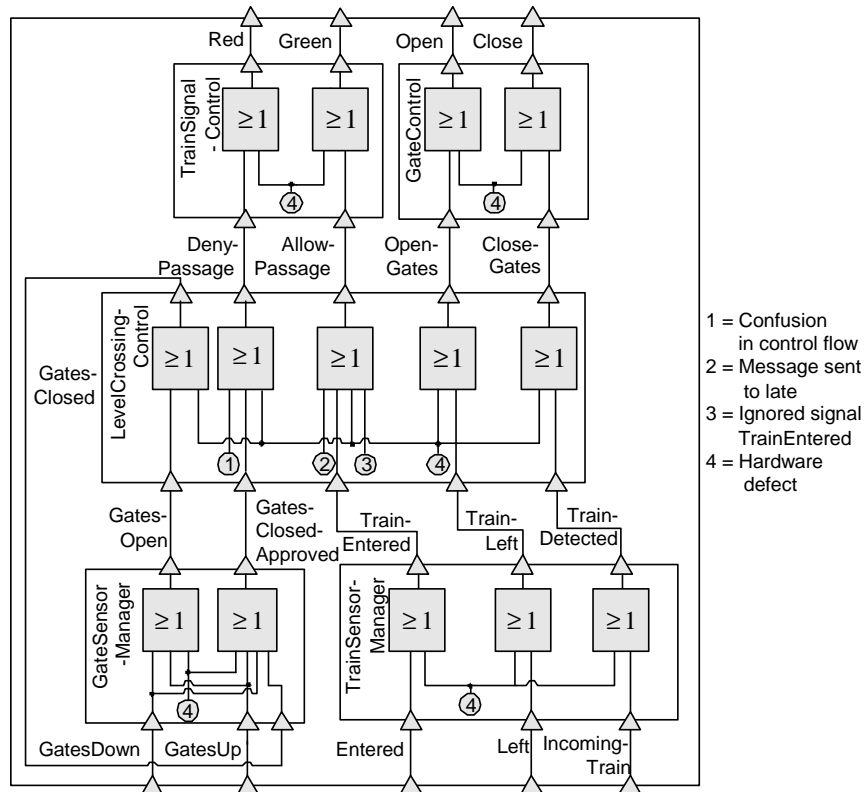 Red
Green
Open
Close
TrainSignal
- Control
≥1
≥1
4
GateControl
≥1
≥1
4
Deny-
Passage
Allow-
Passage
Open-
Gates
Close-
Gates
Gates-
Closed
LevelCrossing-
Control
≥1
≥1
≥1
≥1
≥1
1
2
3
4
1 = Confusion
in control flow
2 = Message sent
to late
3 = Ignored signal
TrainEntered
4 = Hardware
defect
Gates-
Open
Gates-
Closed-
Approved
Train-
Entered
Train-
Left
Train-
Detected
GateSensor
-Manager
≥1
≥1
4
TrainSensor-
Manager
≥1
≥1
≥1
4
GatesDown
GatesUp
Entered
Left
Incoming-
Train